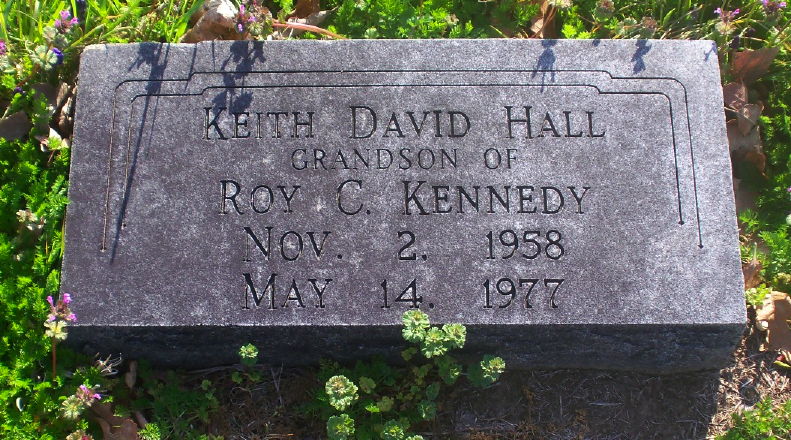 KEITH DAVID HALL
GRANDSON OF
ROY C. KENNEDY
NOV. 2. 1958
MAY 14. 1977